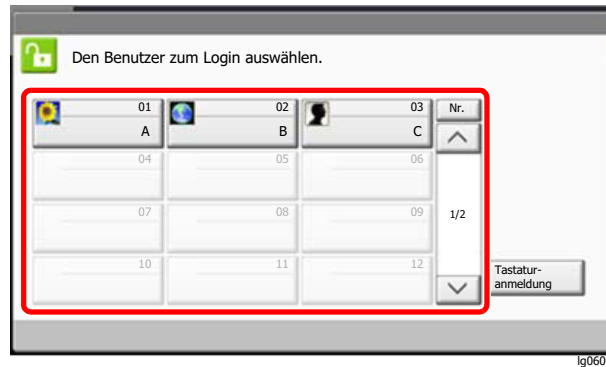 Den Benutzer zum Login auswählen.
01 02 03 Nr.
A B C
04 05 06
07 08 09 1/2
10 11 12
Tastatur-
anmeldung
lg060